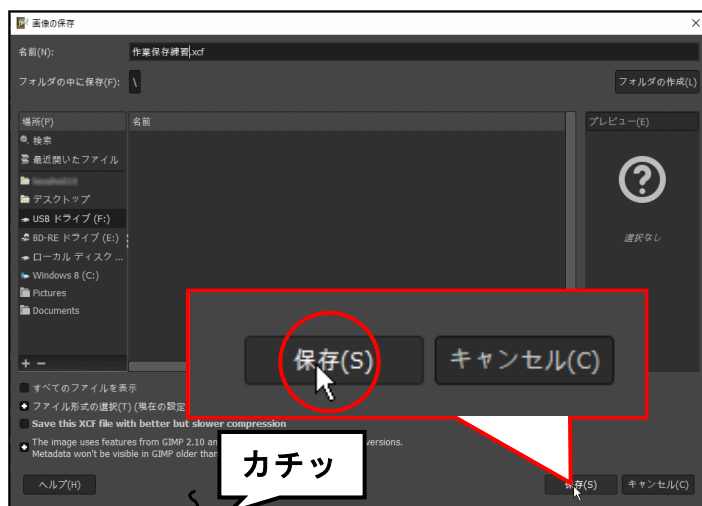 画像の保存
名前(N):
作業保存練習.xcf
フォルダの中に保存(F):
\
フォルダの作成(L)
場所(P)
名前
プレビュー(E)
検索
最近開いたファイル
デスクトップ
USB ドライブ (F:)
BD-RE ドライブ (E:)
ローカル ディスク ...
Windows 8 (C:)
Pictures
Documents
選択なし
保存(S)
キャンセル(C)
すべてのファイルを表示
ファイル形式の選択(T) (現在の設定
Save this XCF file with better but slower compression
The image uses features from GIMP 2.10 an
versions.
Metadata won't be visible in GIMP older than
カチッ
ヘルプ(H)
保存(S)
キャンセル(C)